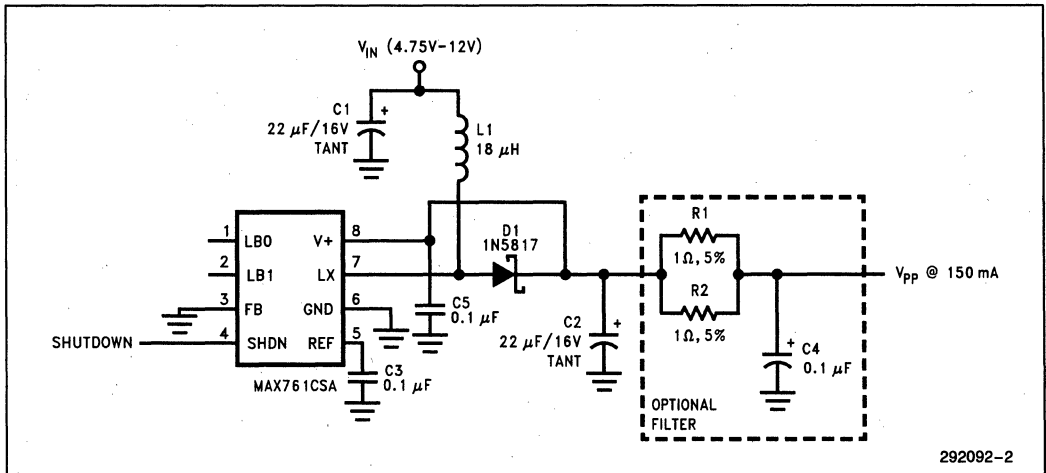 V_IN (4.75V-12V)
C1
22 μF/16V
TANT
+
L1
18 μH
1 LB0 V+ 8
2 LB1 LX 7
3 FB GND 6
4 SHDN REF 5
SHUTDOWN
MAX761CSA
C3
0.1 μF
C5
0.1 μF
D1
1N5817
C2
22 μF/16V
TANT
+
R1
1Ω, 5%
R2
1Ω, 5%
+
C4
0.1 μF
OPTIONAL
FILTER
V_PP @ 150 mA
292092-2